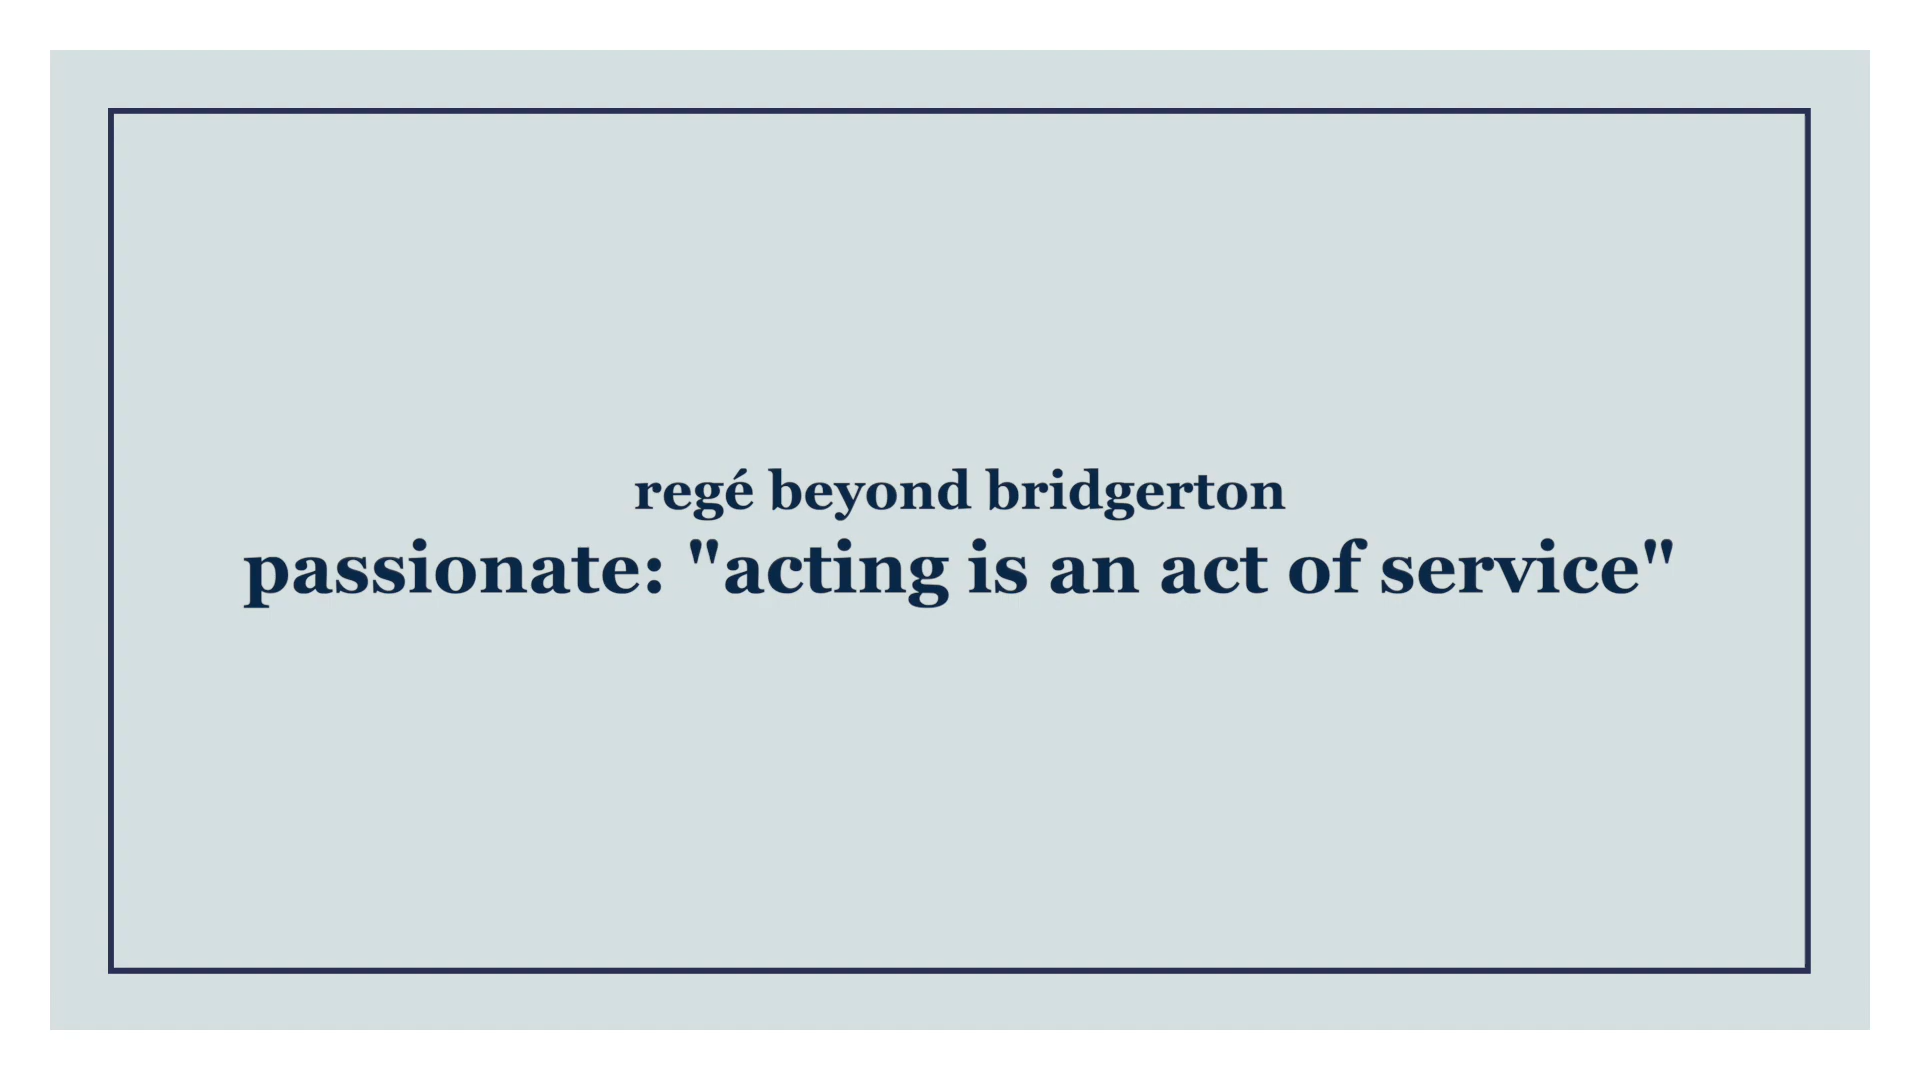 regé beyond bridgerton
passionate: "acting is an act of service"